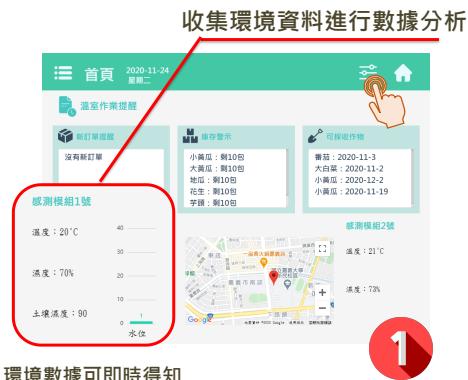 收集環境資料進行數據分析
首頁
2020-11-24
星期二
溫室作業提醒
新訂單提醒
沒有新訂單
庫存警示
小黃瓜：剩10包
大黃瓜：剩10包
地瓜：剩10包
花生：剩10包
芋頭：剩10包
可採收作物
番茄：2020-11-3
大白菜：2020-11-2
小黃瓜：2020-12-2
小黃瓜：2020-11-19
感測模組1號
溫度：20°C
濕度：70%
土壤濕度：90
40
30
20
10
0
1
水位
Google
感測模組2號
溫度：21°C
濕度：73%
1
環境數據可即時得知